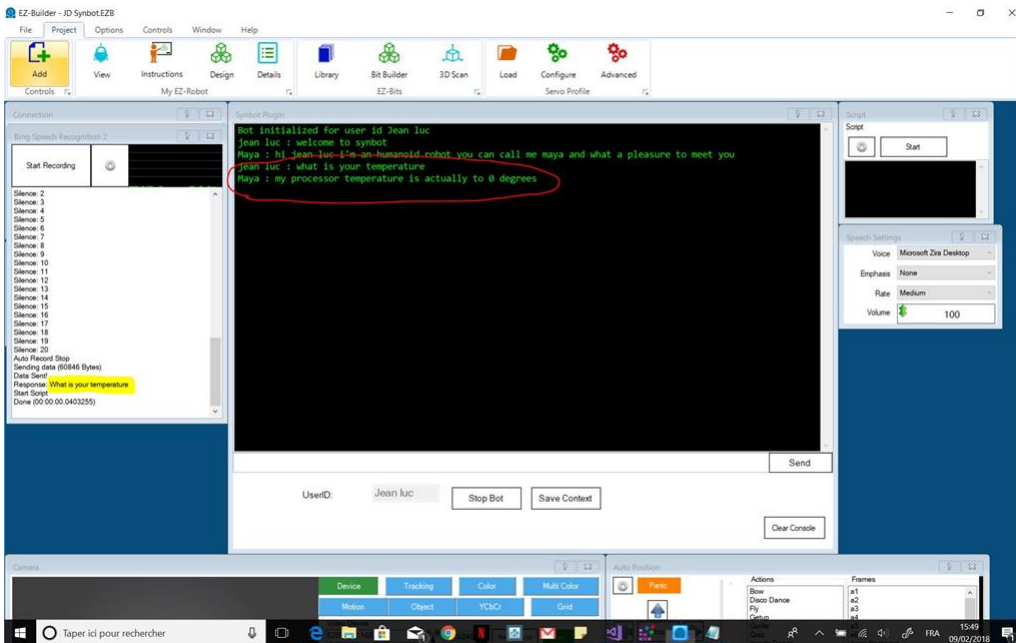 EZ-Builder - JD Synbot.EZB
File Project Options Controls Window Help
Add View Instructions Design Details Library Bit Builder 3D Scan Load Configure Advanced
Controls My EZ-Robot EZ-Bits Servo Profile
Connection
Bing Speech Recognition 2
Start Recording
Silence: 2
Silence: 3
Silence: 4
Silence: 5
Silence: 6
Silence: 7
Silence: 8
Silence: 9
Silence: 10
Silence: 11
Silence: 12
Silence: 13
Silence: 14
Silence: 15
Silence: 16
Silence: 17
Silence: 18
Silence: 19
Silence: 20
Auto Record Stop
Sending data (60846 Bytes)
Data Sent!
Response: What is your temperature
Start Script
Done (00:00:00.0403255)
Synbot Plugin
Bot initialized for user id Jean luc
jean luc : welcome to synbot
Maya : hi jean luc i'm an humanoid robot you can call me maya and what a pleasure to meet you
jean luc : what is your temperature
Maya : my processor temperature is actually to 0 degrees
Send
UserID: Jean luc Stop Bot Save Context
Clear Console
Script
Script
Start
Speech Settings
Voice Microsoft Zira Desktop
Emphasis None
Rate Medium
Volume 100
Camera
Device Tracking Color Multi Color
Motion Object YCbCr Grid
Auto Position
Panic
Actions
Bow
Disco Dance
Fly
Getup
Frames
a1
a2
a3
a4
Taper ici pour rechercher
FRA
15:49
09/02/2018